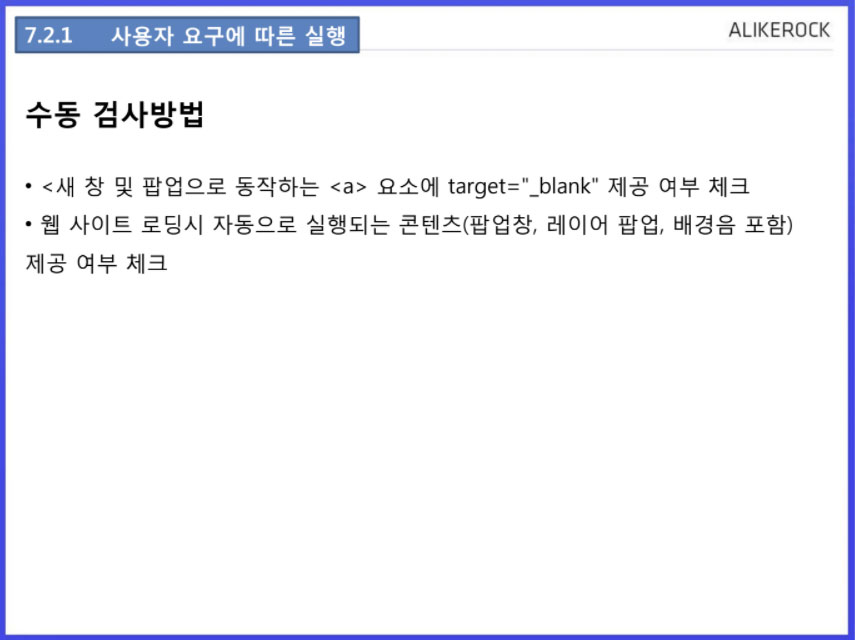 7.2.1 사용자 요구에 따른 실행
ALIKEROCK
수동 검사방법
• <새 창 및 팝업으로 동작하는 <a> 요소에 target="_blank" 제공 여부 체크
• 웹 사이트 로딩시 자동으로 실행되는 콘텐츠(팝업창, 레이어 팝업, 배경음 포함)
제공 여부 체크